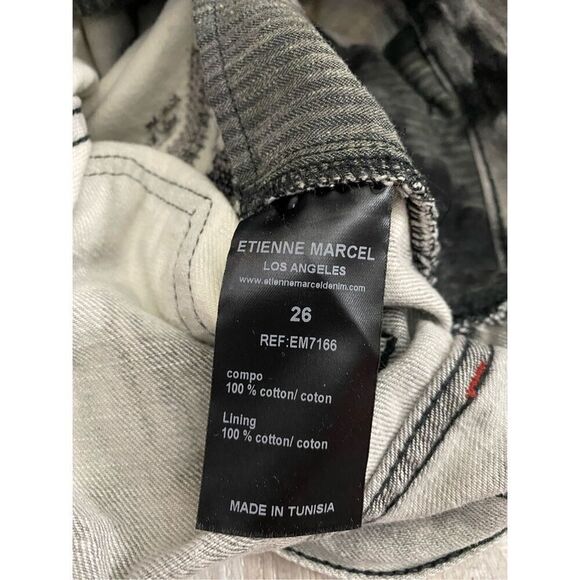 ETIENNE MARCEL
LOS ANGELES
www.etiennemarceldenim.com
26
REF:EM7166
compo
100 % cotton/ coton
Lining
100 % cotton/ coton
MADE IN TUNISIA